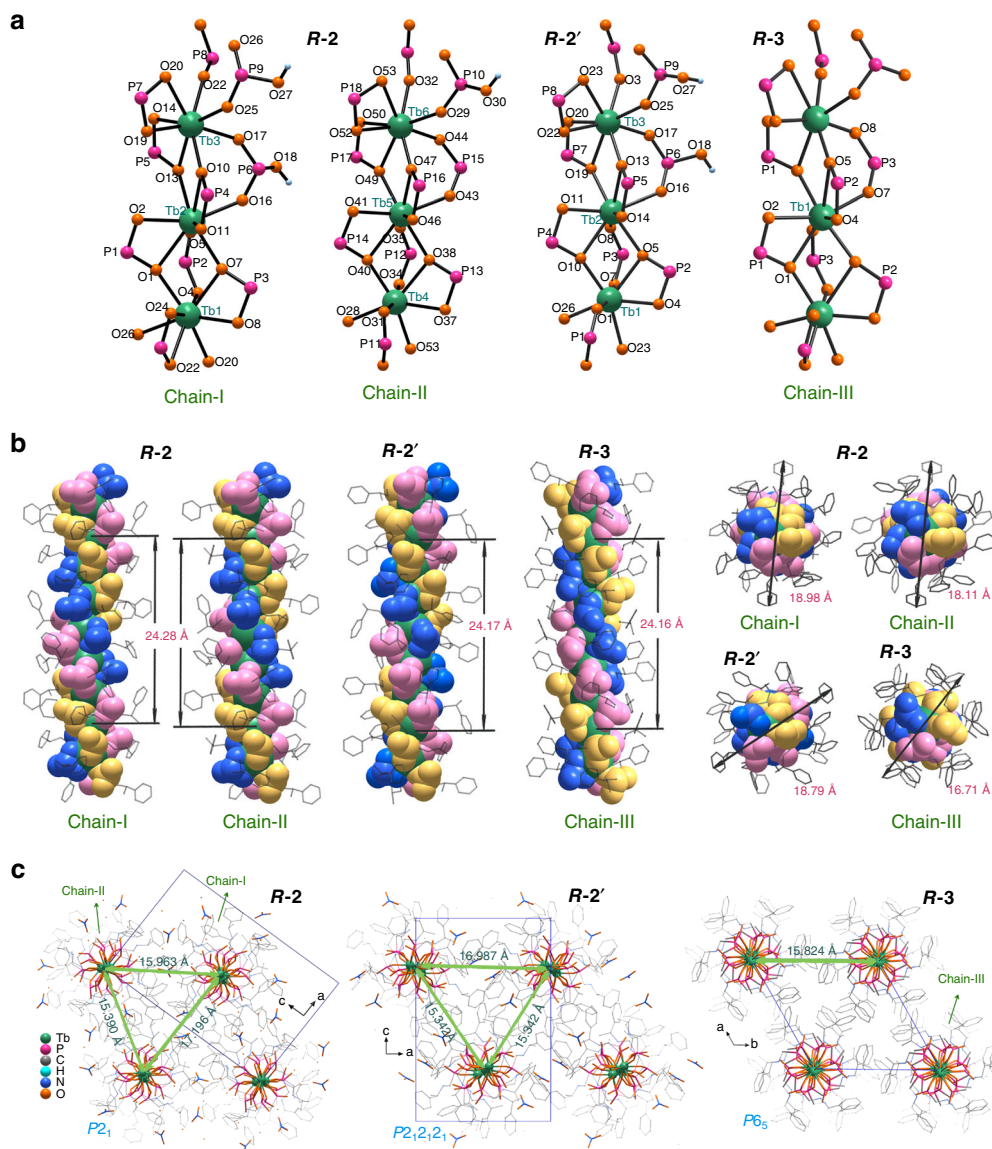 a
R-2
R-2′
R-3
O26
P8
P9
O20
O22
O27
P7
O25
O14
O17
O19
Tb3
O18
P5
O10
P6
O13
P4
O16
O2
Tb2
O11
O5
P1
O7
O1
P2
P3
O24
O4
Tb1
O26
O8
O22
O20
Chain-I
O53
O32
P10
P18
O30
O50
Tb6
O29
O52
O44
P17
O47
P15
O49
P16
O43
O41
Tb5
O46
O35
P14
P12
O38
O40
O34
P13
Tb4
O28
O31
O37
P11
O53
Chain-II
O23
O3
P9
P8
O27
O20
O25
O22
Tb3
O17
O18
P7
O13
P6
O19
P5
O16
O11
Tb2
O14
P4
O8
O5
O10
P3
P2
O7
O26
Tb1
O4
O1
P1
O23
O8
O5
P3
P1
P2
O7
O2
Tb1
O4
P1
P3
O1
P2
Chain-III
b
R-2
R-2′
R-3
R-2
24.28 Å
24.17 Å
24.16 Å
Chain-I
Chain-II
Chain-III
18.98 Å
18.11 Å
Chain-I
Chain-II
R-2′
R-3
18.79 Å
16.71 Å
Chain-III
c
Chain-II
Chain-I
R-2
15.963 Å
15.390 Å
17.196 Å
c
a
Tb
P
C
H
N
O
P2₁
R-2′
16.987 Å
15.342Å
15.342 Å
c
a
P2₁2₁2₁
R-3
15.824 Å
Chain-III
a
b
P6₅